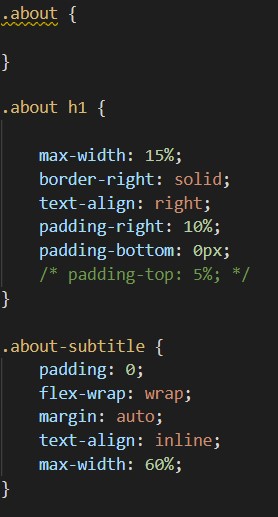 .about {
}
.about h1 {
max-width: 15%;
border-right: solid;
text-align: right;
padding-right: 10%;
padding-bottom: 0px;
/* padding-top: 5%; */
}
.about-subtitle {
padding: 0;
flex-wrap: wrap;
margin: auto;
text-align: inline;
max-width: 60%;
}